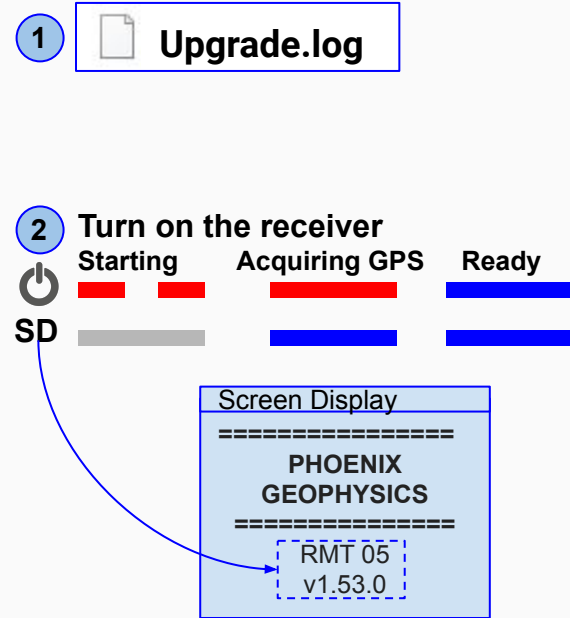 1
Upgrade.log
2
Turn on the receiver
Starting Acquiring GPS Ready
SD
Screen Display
================
PHOENIX
GEOPHYSICS
===============
RMT 05
v1.53.0